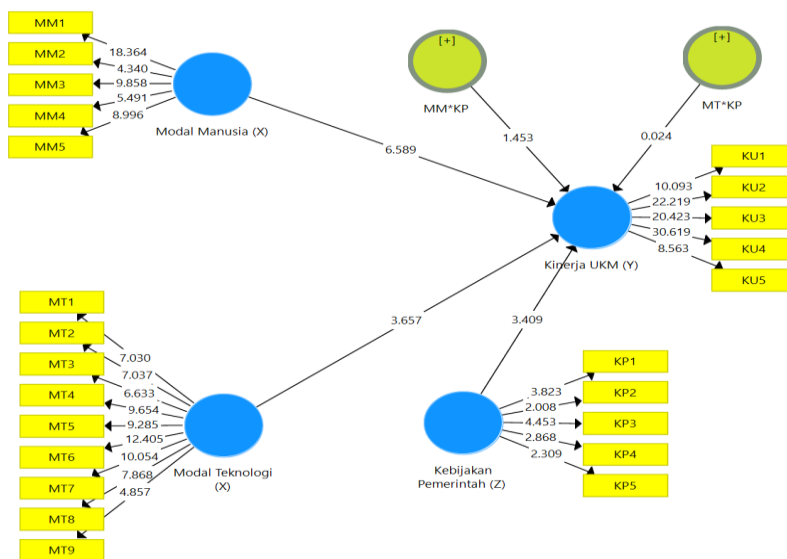 MM1
MM2
MM3
MM4
MM5
18.364
4.340
9.858
5.491
8.996
Modal Manusia (X)
[+]
MM*KP
[+]
MT*KP
1.453
0.024
6.589
KU1
KU2
KU3
KU4
KU5
10.093
22.219
20.423
30.619
8.563
Kinerja UKM (Y)
3.657
3.409
MT1
MT2
MT3
MT4
MT5
MT6
MT7
MT8
MT9
7.030
7.037
6.633
9.654
9.285
12.405
10.054
7.868
4.857
Modal Teknologi
(X)
KP1
KP2
KP3
KP4
KP5
3.823
2.008
4.453
2.868
2.309
Kebijakan
Pemerintah (Z)